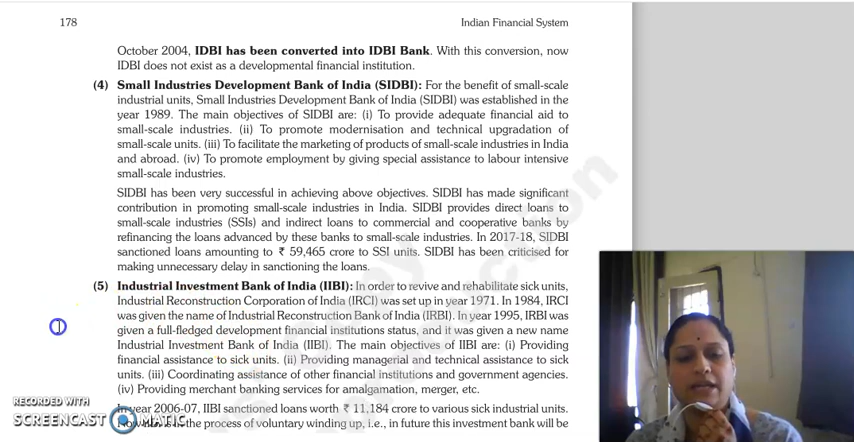 178
Indian Financial System
October 2004, IDBI has been converted into IDBI Bank. With this conversion, now
IDBI does not exist as a developmental financial institution.
(4) Small Industries Development Bank of India (SIDBI): For the benefit of small-scale
industrial units, Small Industries Development Bank of India (SIDBI) was established in the
year 1989. The main objectives of SIDBI are: (i) To provide adequate financial aid to
small-scale industries. (ii) To promote modernisation and technical upgradation of
small-scale units. (iii) To facilitate the marketing of products of small-scale industries in India
and abroad. (iv) To promote employment by giving special assistance to labour intensive
small-scale industries.
SIDBI has been very successful in achieving above objectives. SIDBI has made significant
contribution in promoting small-scale industries in India. SIDBI provides direct loans to
small-scale industries (SSIs) and indirect loans to commercial and cooperative banks by
refinancing the loans advanced by these banks to small-scale industries. In 2017-18, SIDBI
sanctioned loans amounting to ₹ 59,465 crore to SSI units. SIDBI has been criticised for
making unnecessary delay in sanctioning the loans.
(5) Industrial Investment Bank of India (IIBI): In order to revive and rehabilitate sick units,
Industrial Reconstruction Corporation of India (IRCI) was set up in year 1971. In 1984, IRCI
was given the name of Industrial Reconstruction Bank of India (IRBI). In year 1995, IRBI was
given a full-fledged development financial institutions status, and it was given a new name
Industrial Investment Bank of India (IIBI). The main objectives of IIBI are: (i) Providing
financial assistance to sick units. (ii) Providing managerial and technical assistance to sick
units. (iii) Coordinating assistance of other financial institutions and government agencies.
(iv) Providing merchant banking services for amalgamation, merger, etc.
In year 2006-07, IIBI sanctioned loans worth ₹ 11,184 crore to various sick industrial units.
the process of voluntary winding up, i.e., in future this investment bank will be
RECORDED WITH
SCREENCAST MATIC